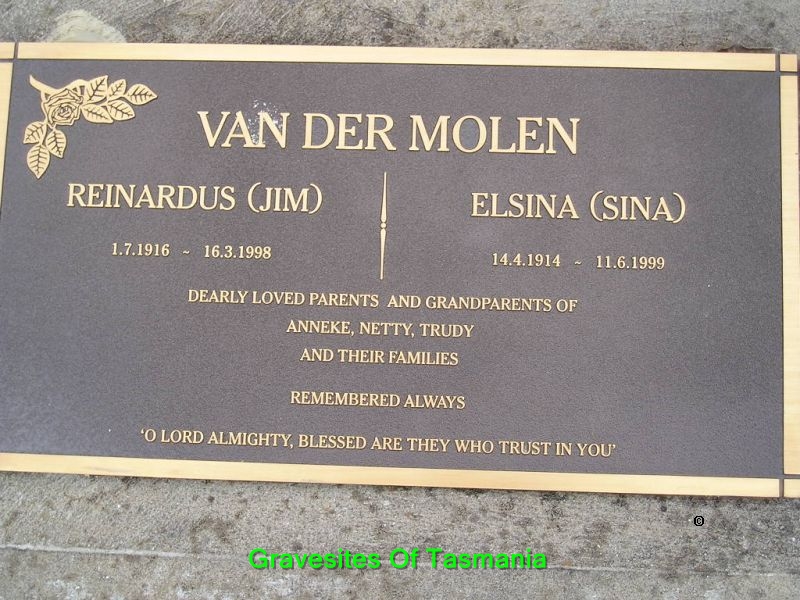 VAN DER MOLEN
REINARDUS (JIM)
1.7.1916 ~ 16.3.1998
ELSINA (SINA)
14.4.1914 ~ 11.6.1999
DEARLY LOVED PARENTS AND GRANDPARENTS OF
ANNEKE, NETTY, TRUDY
AND THEIR FAMILIES
REMEMBERED ALWAYS
‘O LORD ALMIGHTY, BLESSED ARE THEY WHO TRUST IN YOU’
©
Gravesites Of Tasmania